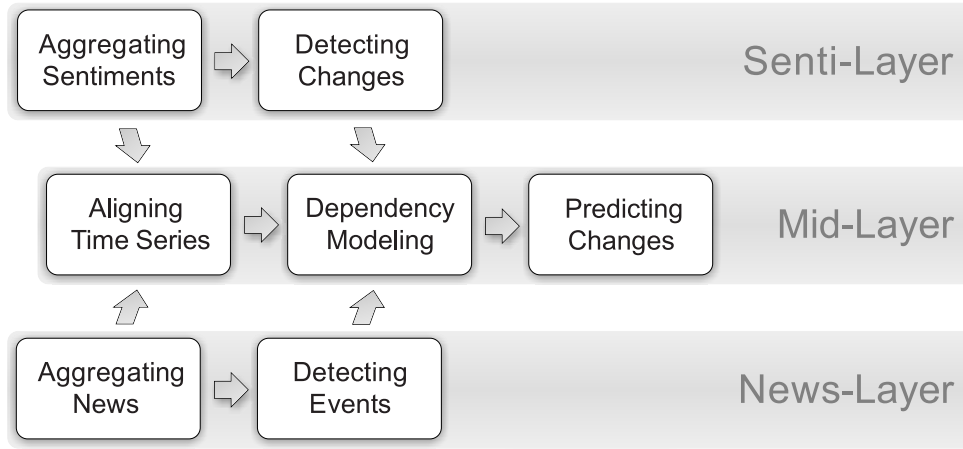 Aggregating
Sentiments
Detecting
Changes
Senti-Layer
Aligning
Time Series
Dependency
Modeling
Predicting
Changes
Mid-Layer
Aggregating
News
Detecting
Events
News-Layer